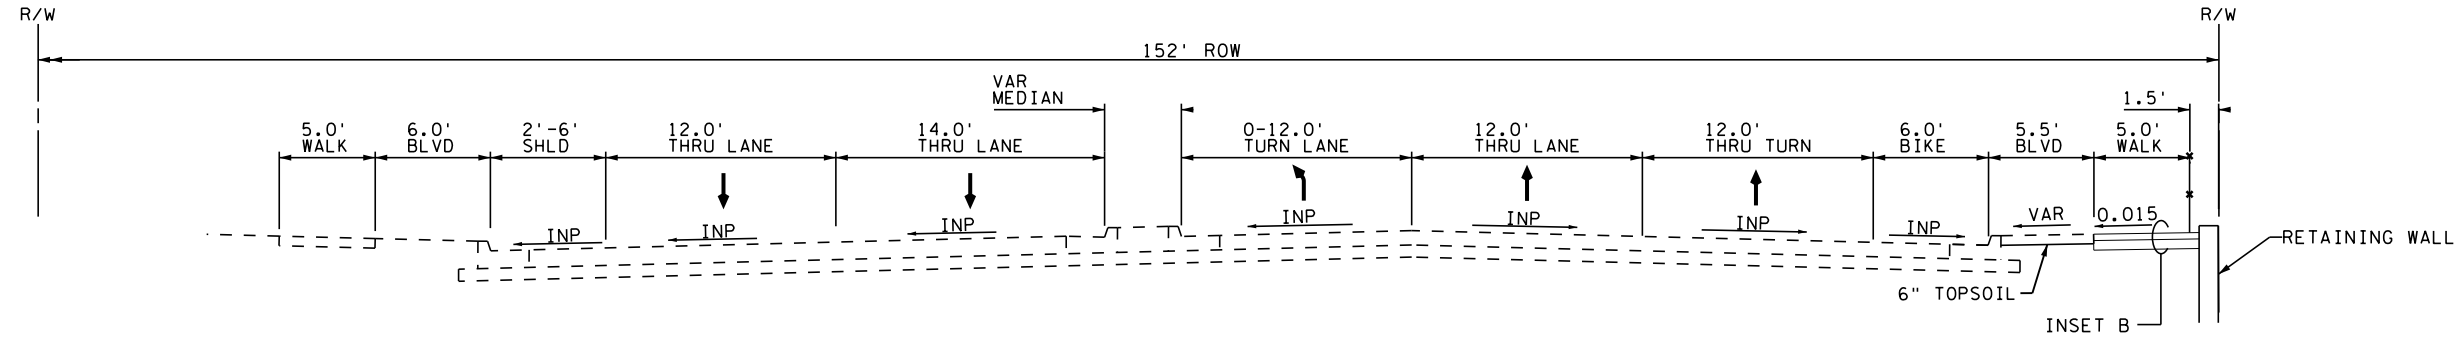 R/W
R/W
152' ROW
VAR
MEDIAN
1.5'
5.0'
WALK
6.0'
BLVD
2'-6'
SHLD
12.0'
THRU LANE
14.0'
THRU LANE
0-12.0'
TURN LANE
12.0'
THRU LANE
12.0'
THRU TURN
6.0'
BIKE
5.5'
BLVD
5.0'
WALK
INP
INP
INP
INP
INP
INP
INP
VAR
0.015
RETAINING WALL
6" TOPSOIL
INSET B